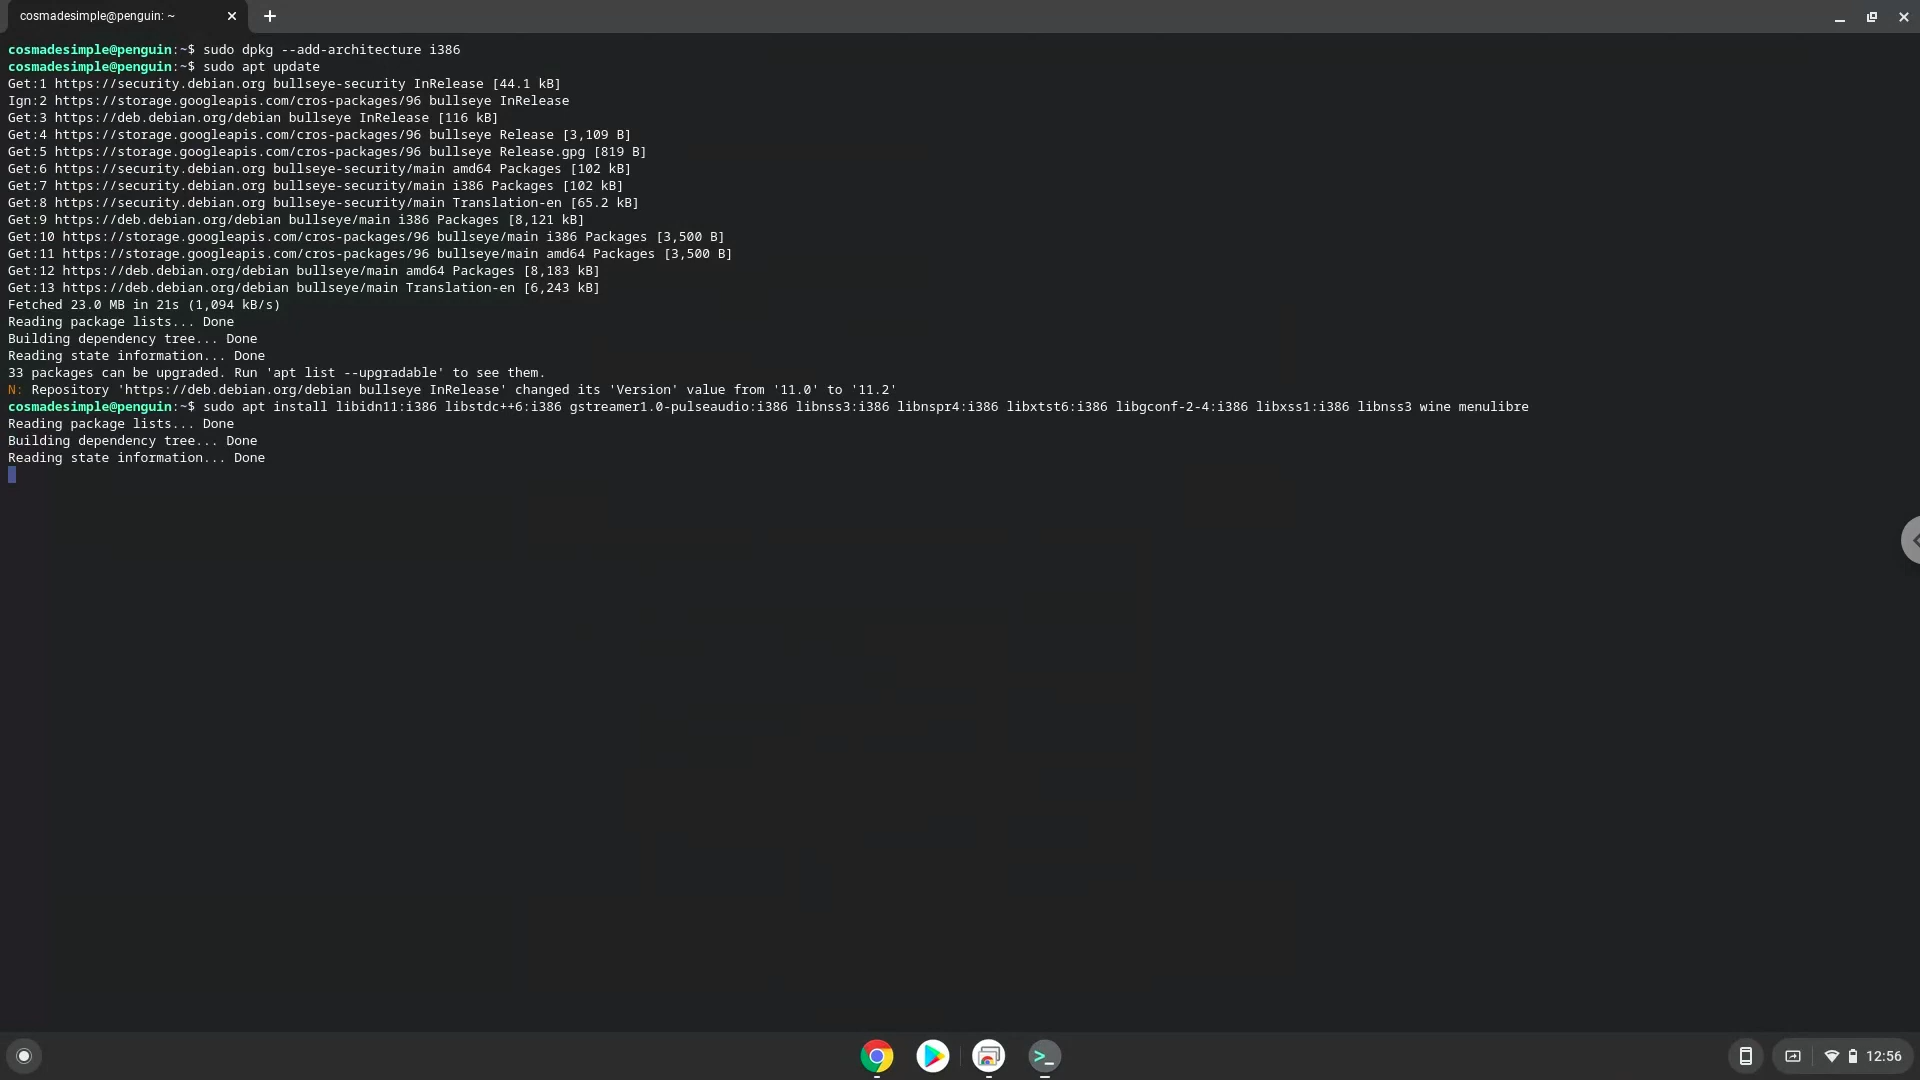 cosmadesimple@penguin: ~
cosmadesimple@penguin:~$ sudo dpkg --add-architecture i386
cosmadesimple@penguin:~$ sudo apt update
Get:1 https://security.debian.org bullseye-security InRelease [44.1 kB]
Ign:2 https://storage.googleapis.com/cros-packages/96 bullseye InRelease
Get:3 https://deb.debian.org/debian bullseye InRelease [116 kB]
Get:4 https://storage.googleapis.com/cros-packages/96 bullseye Release [3,109 B]
Get:5 https://storage.googleapis.com/cros-packages/96 bullseye Release.gpg [819 B]
Get:6 https://security.debian.org bullseye-security/main amd64 Packages [102 kB]
Get:7 https://security.debian.org bullseye-security/main i386 Packages [102 kB]
Get:8 https://security.debian.org bullseye-security/main Translation-en [65.2 kB]
Get:9 https://deb.debian.org/debian bullseye/main i386 Packages [8,121 kB]
Get:10 https://storage.googleapis.com/cros-packages/96 bullseye/main i386 Packages [3,500 B]
Get:11 https://storage.googleapis.com/cros-packages/96 bullseye/main amd64 Packages [3,500 B]
Get:12 https://deb.debian.org/debian bullseye/main amd64 Packages [8,183 kB]
Get:13 https://deb.debian.org/debian bullseye/main Translation-en [6,243 kB]
Fetched 23.0 MB in 21s (1,094 kB/s)
Reading package lists... Done
Building dependency tree... Done
Reading state information... Done
33 packages can be upgraded. Run 'apt list --upgradable' to see them.
N: Repository 'https://deb.debian.org/debian bullseye InRelease' changed its 'Version' value from '11.0' to '11.2'
cosmadesimple@penguin:~$ sudo apt install libidn11:i386 libstdc++6:i386 gstreamer1.0-pulseaudio:i386 libnss3:i386 libnspr4:i386 libxtst6:i386 libgconf-2-4:i386 libxss1:i386 libnss3 wine menulibre
Reading package lists... Done
Building dependency tree... Done
Reading state information... Done
12:56